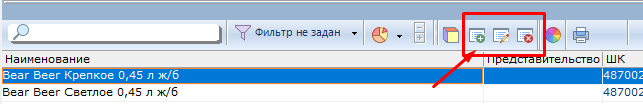 Фильтр не задан
Наименование Представительство ШК
Bear Beer Крепкое 0,45 л ж/б 487002
Bear Beer Светлое 0,45 л ж/б 487002